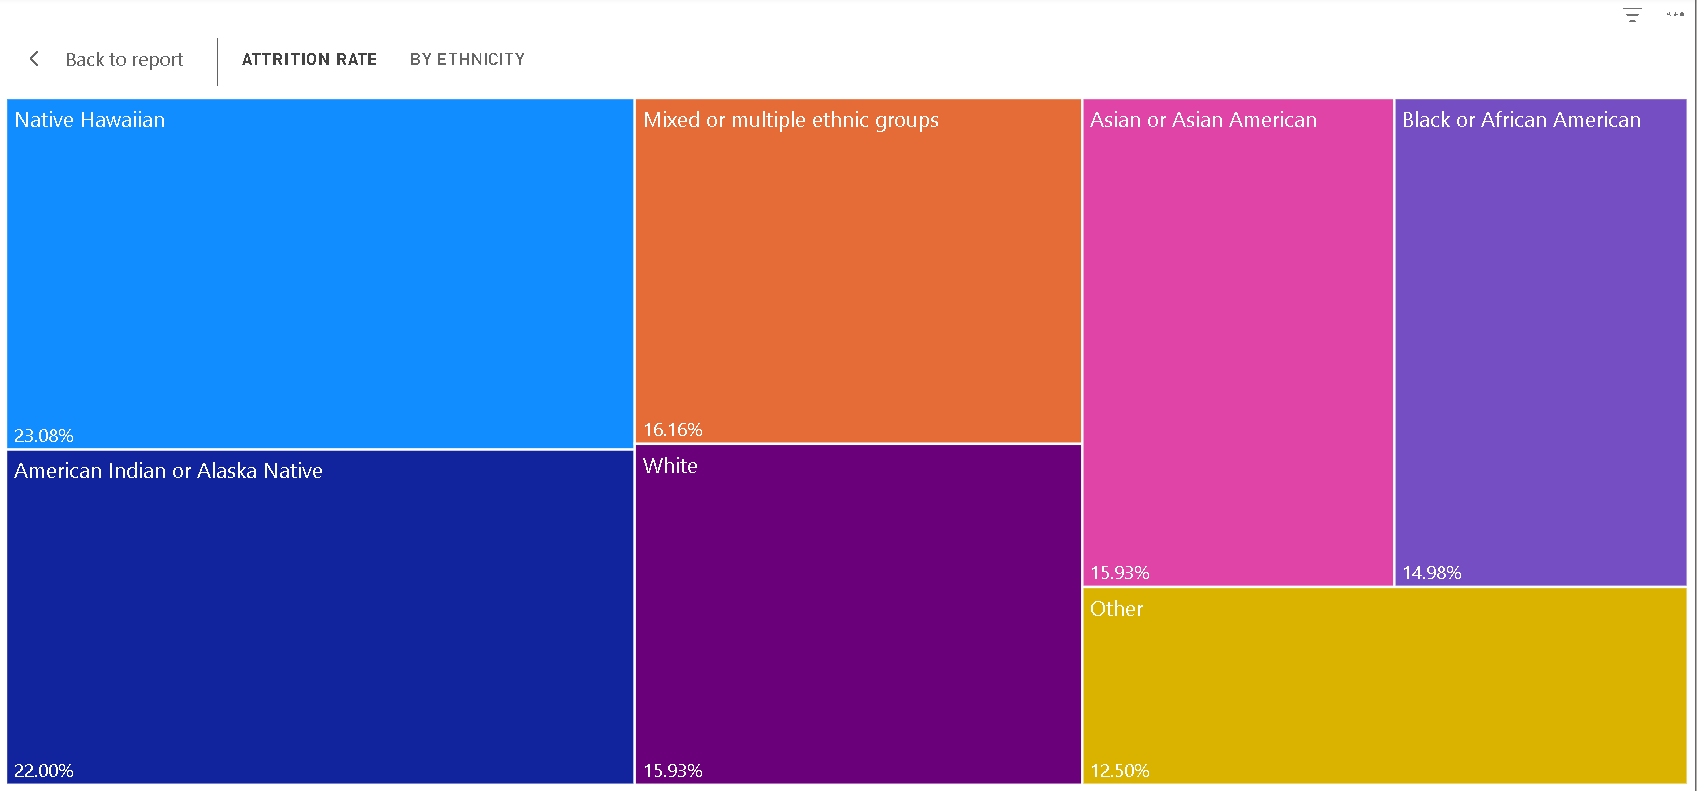 Back to report
ATTRITION RATE BY ETHNICITY
Native Hawaiian
23.08%
American Indian or Alaska Native
22.00%
Mixed or multiple ethnic groups
16.16%
White
15.93%
Asian or Asian American
15.93%
Black or African American
14.98%
Other
12.50%